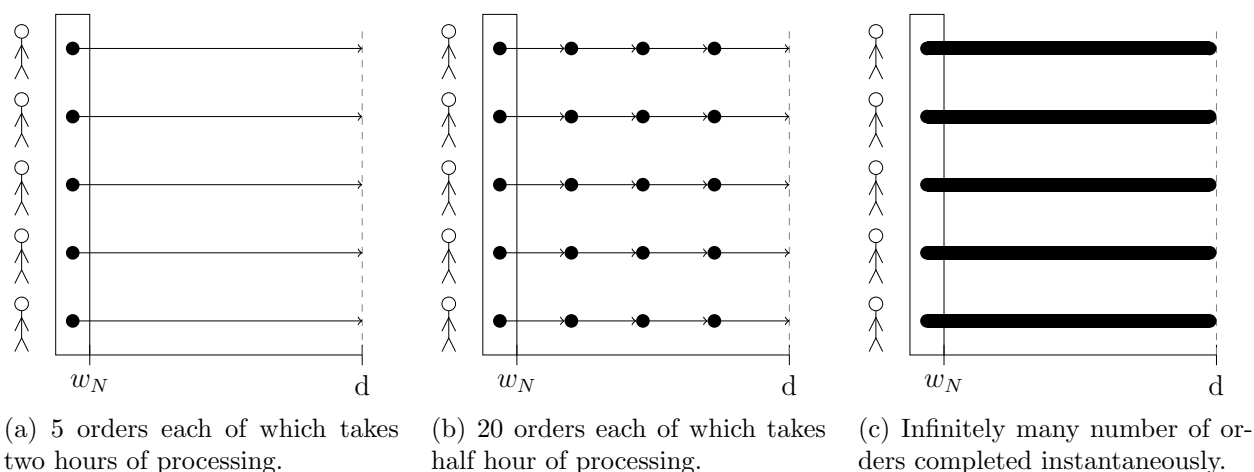 w_N
d
w_N
d
w_N
d
(a) 5 orders each of which takes
two hours of processing.
(b) 20 orders each of which takes
half hour of processing.
(c) Infinitely many number of or-
ders completed instantaneously.